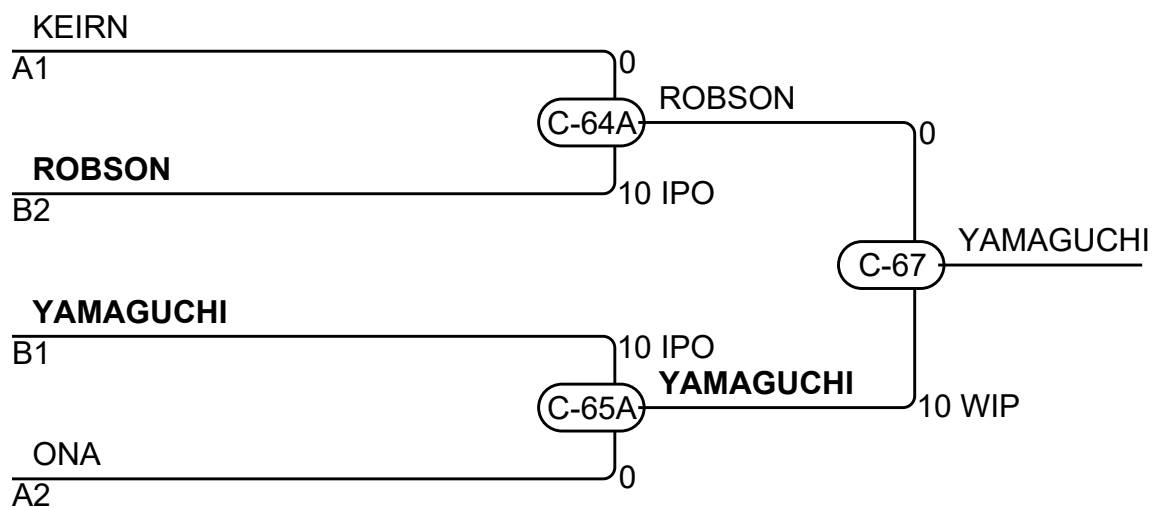 KEIRN
A1
0
C-64A
ROBSON
0
ROBSON
B2
10 IPO
C-67
YAMAGUCHI
YAMAGUCHI
B1
10 IPO
YAMAGUCHI
C-65A
10 WIP
ONA
A2
0